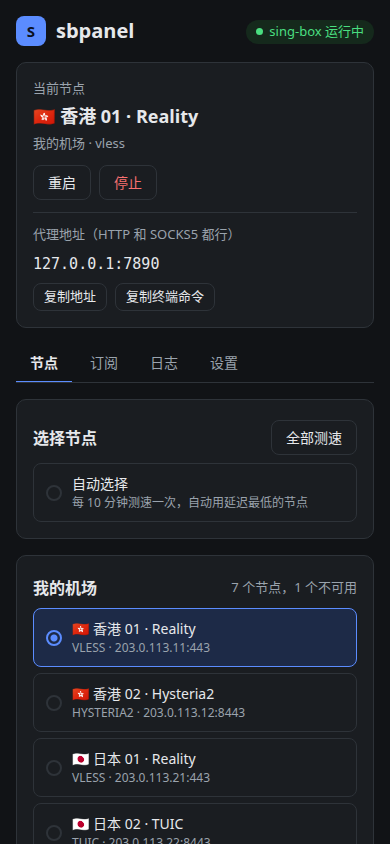 s sbpanel
sing-box 运行中
当前节点
🇭🇰 香港 01 · Reality
我的机场 · vless
重启 停止
代理地址（HTTP 和 SOCKS5 都行）
127.0.0.1:7890
复制地址 复制终端命令
节点 订阅 日志 设置
选择节点 全部测速
自动选择
每 10 分钟测速一次，自动用延迟最低的节点
我的机场 7 个节点，1 个不可用
🇭🇰 香港 01 · Reality
VLESS · 203.0.113.11:443
🇭🇰 香港 02 · Hysteria2
HYSTERIA2 · 203.0.113.12:8443
🇯🇵 日本 01 · Reality
VLESS · 203.0.113.21:443
🇯🇵 日本 02 · TUIC
TUIC · 203.0.113.22:8443